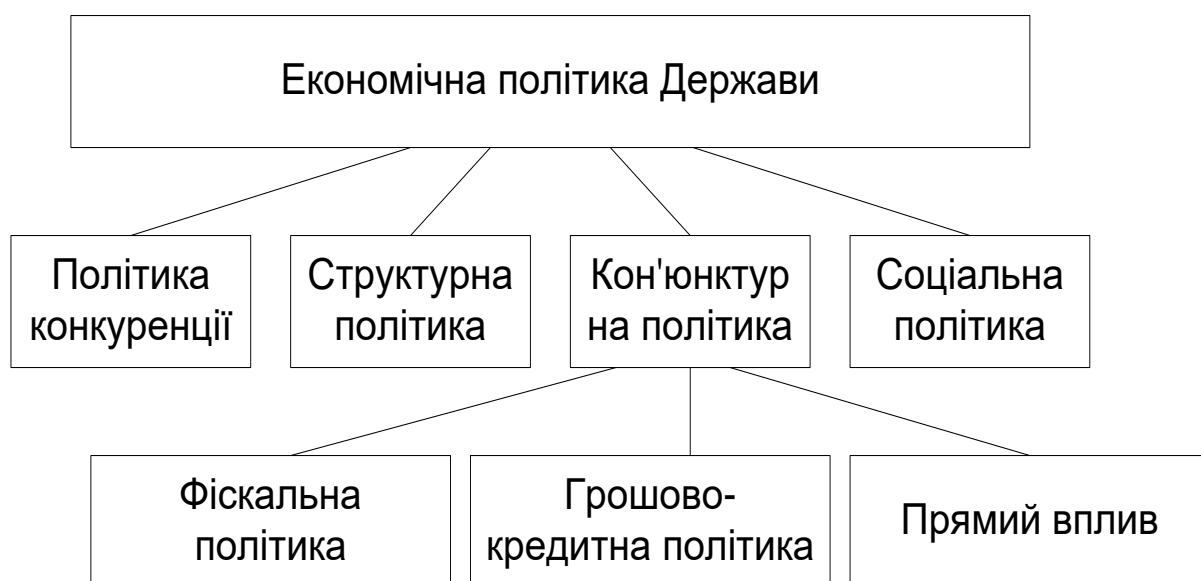 Економічна політика Держави
Політика
конкуренції
Структурна
політика
Кон'юнктур
на політика
Соціальна
політика
Фіскальна
політика
Грошово-
кредитна політика
Прямий вплив